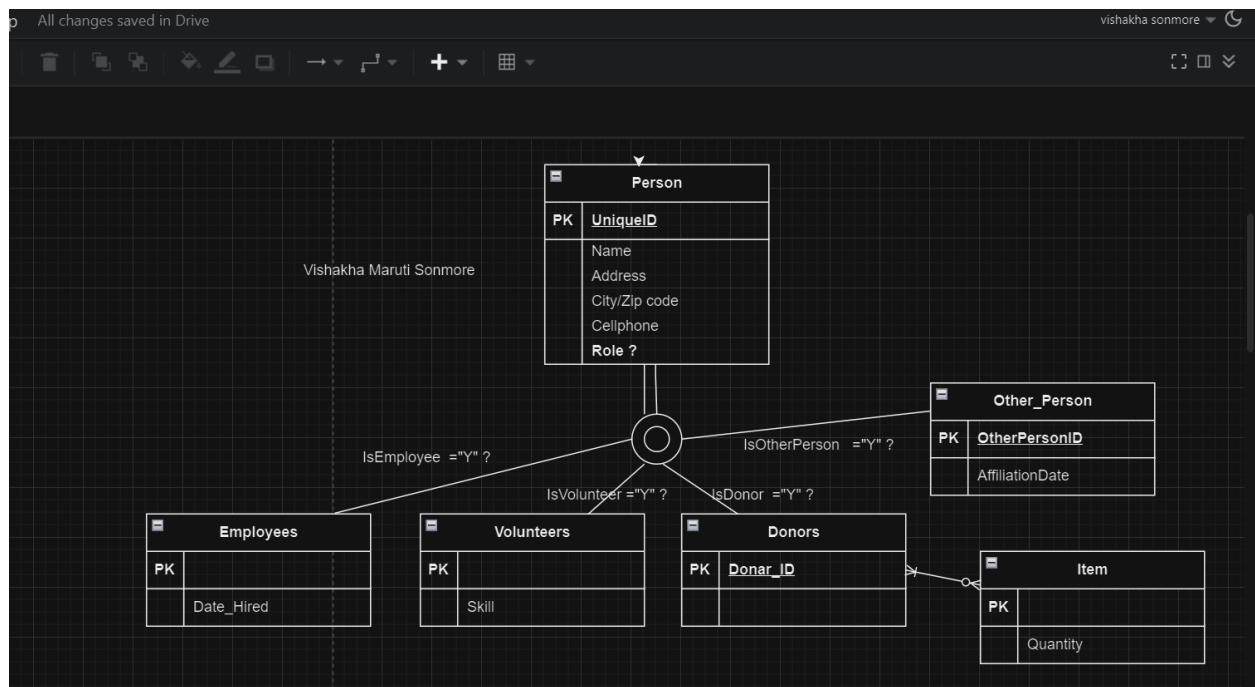 All changes saved in Drive
vishakha sonmore
Person
PK UniqueID
Name
Vishakha Maruti Sonmore
Address
City/Zip code
Cellphone
Role ?
Other_Person
PK OtherPersonID
AffiliationDate
IsOtherPerson ="Y" ?
IsEmployee ="Y" ?
IsVolunteer ="Y" ?
IsDonor ="Y" ?
Employees
PK
Date_Hired
Volunteers
PK
Skill
Donors
PK Donar_ID
Item
PK
Quantity